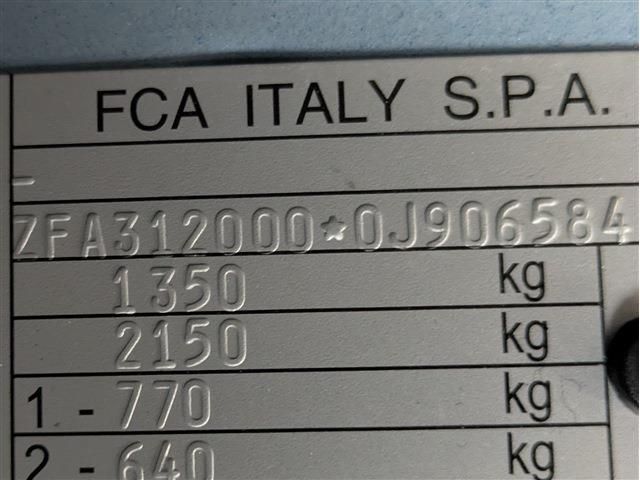 FCA ITALY S.P.A.
-
ZFA312000*0J906584
1350 kg
2150 kg
1 - 770 kg
2 - 640 kg